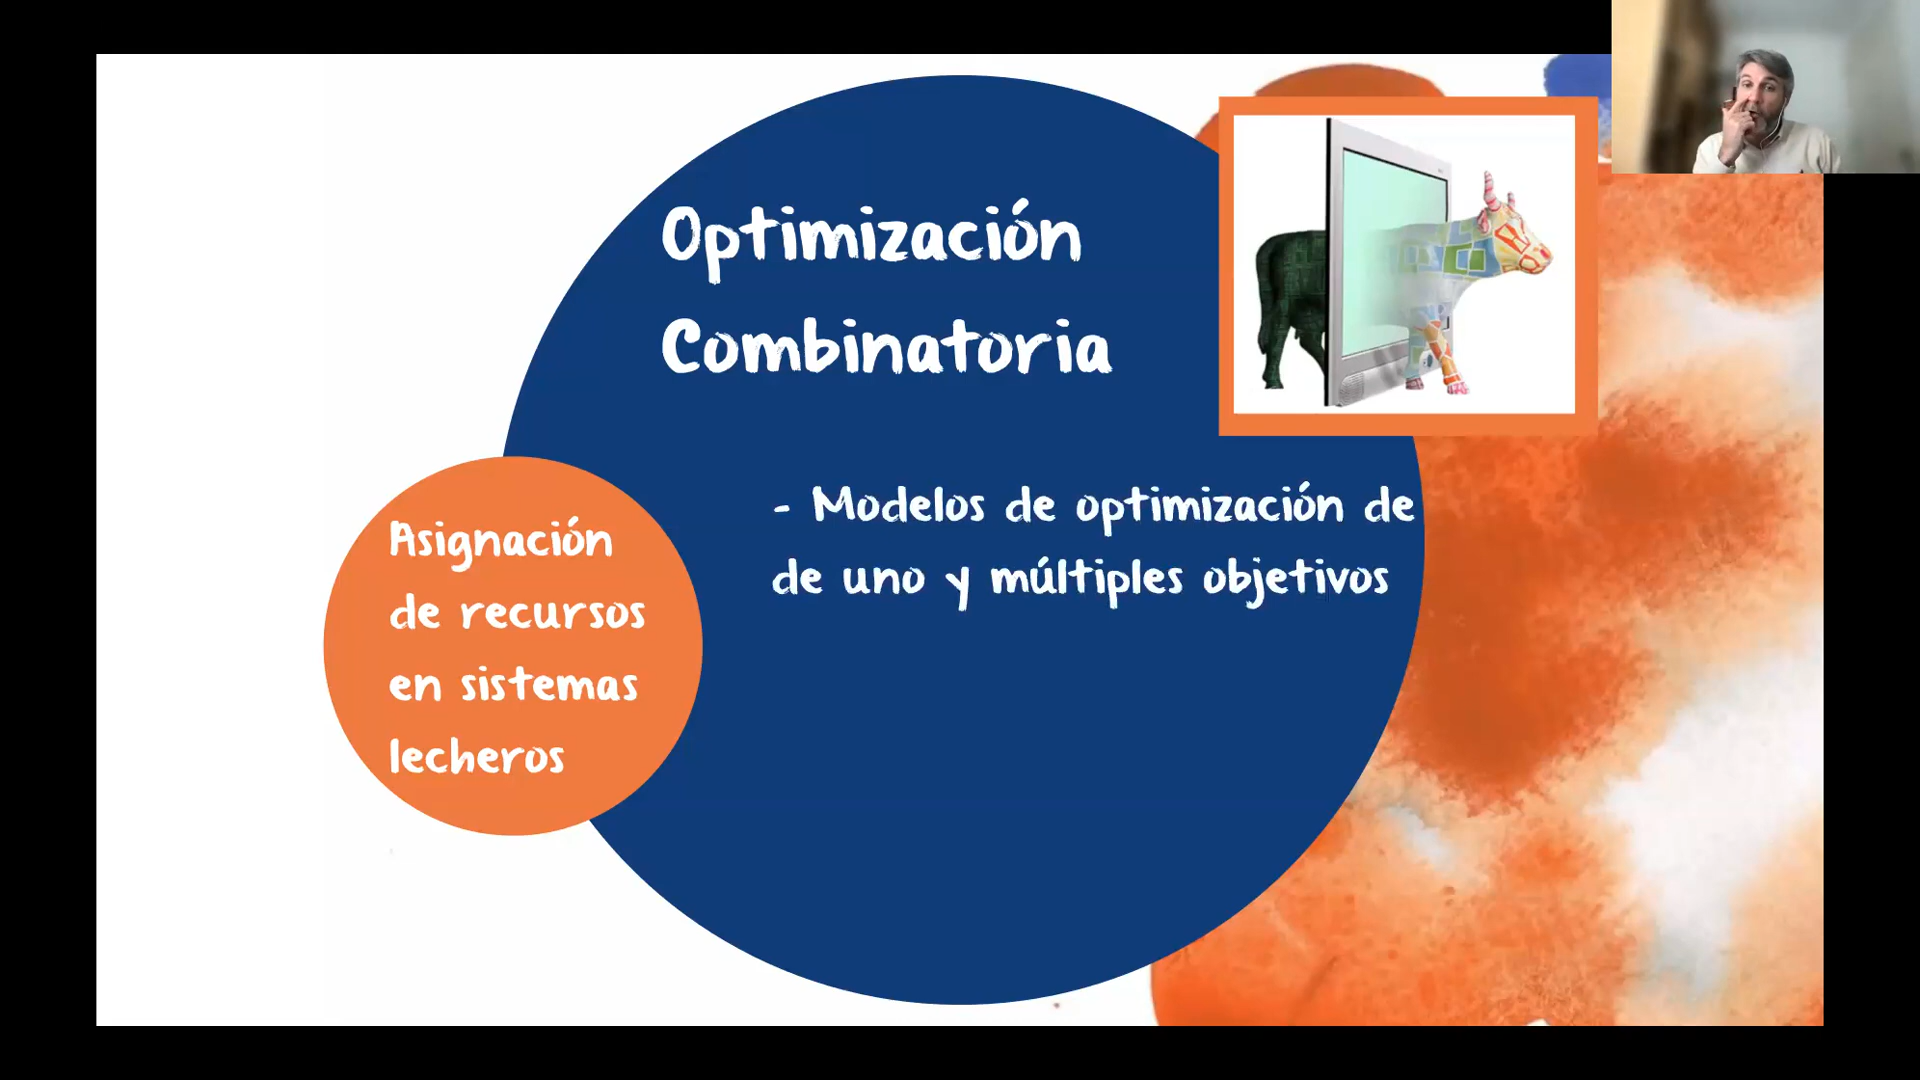 Optimización
Combinatoria
- Modelos de optimización de
de uno y múltiples objetivos
Asignación
de recursos
en sistemas
lecheros